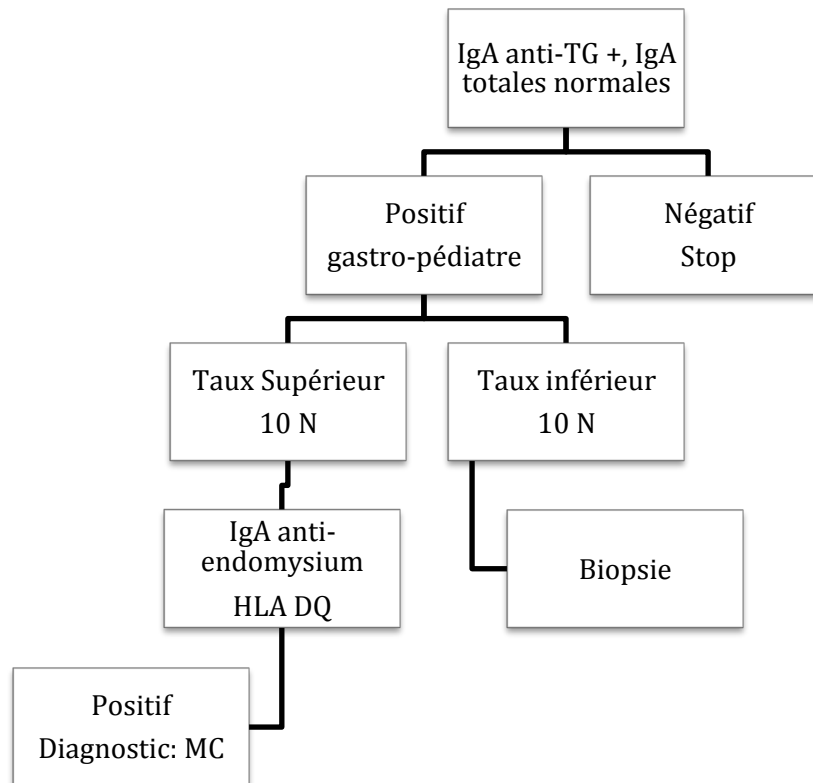 IgA anti-TG +, IgA
totales normales
Positif
gastro-pédiatre
Négatif
Stop
Taux Supérieur
10 N
Taux inférieur
10 N
IgA anti-
endomysium
HLA DQ
Biopsie
Positif
Diagnostic: MC